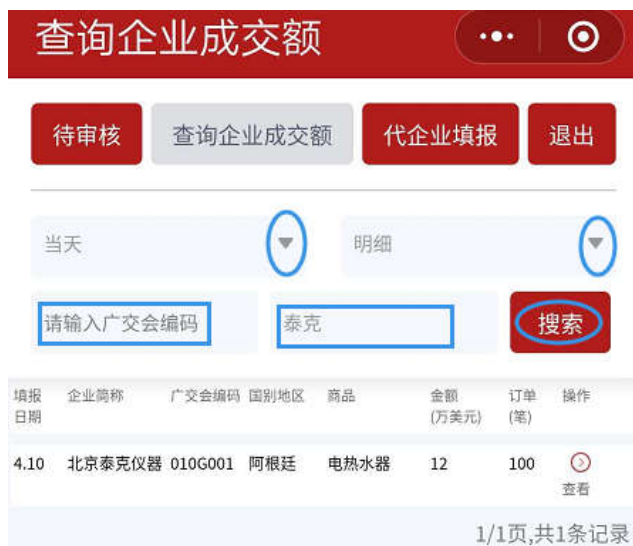 查询企业成交额
待审核 查询企业成交额 代企业填报 退出
当天 明细
请输入广交会编码 泰克 搜索
填报日期 企业简称 广交会编码 国别地区 商品 金额(万美元) 订单(笔) 操作
4.10 北京泰克仪器 010G001 阿根廷 电热水器 12 100 查看
1/1页,共1条记录